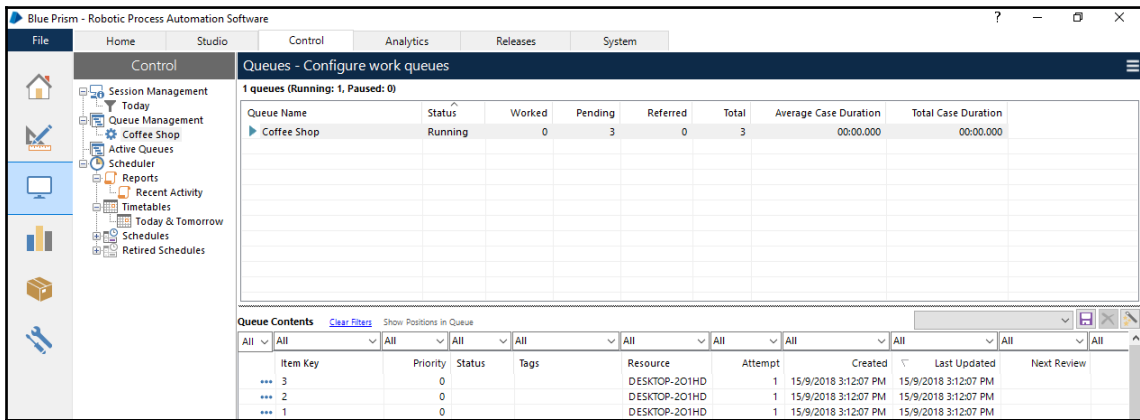 Blue Prism - Robotic Process Automation Software
File Home Studio Control Analytics Releases System
Control
Session Management
Today
Queue Management
Coffee Shop
Active Queues
Scheduler
Reports
Recent Activity
Timetables
Today & Tomorrow
Schedules
Retired Schedules
Queues - Configure work queues
1 queues (Running: 1, Paused: 0)
Queue Name Status Worked Pending Referred Total Average Case Duration Total Case Duration
Coffee Shop Running 0 3 0 3 00:00.000 00:00.000
Queue Contents Clear Filters Show Positions in Queue
All All All All All All All All All All All
Item Key Priority Status Tags Resource Attempt Created Last Updated Next Review
3 0 DESKTOP-2O1HD 1 15/9/2018 3:12:07 PM 15/9/2018 3:12:07 PM
2 0 DESKTOP-2O1HD 1 15/9/2018 3:12:07 PM 15/9/2018 3:12:07 PM
1 0 DESKTOP-2O1HD 1 15/9/2018 3:12:07 PM 15/9/2018 3:12:07 PM